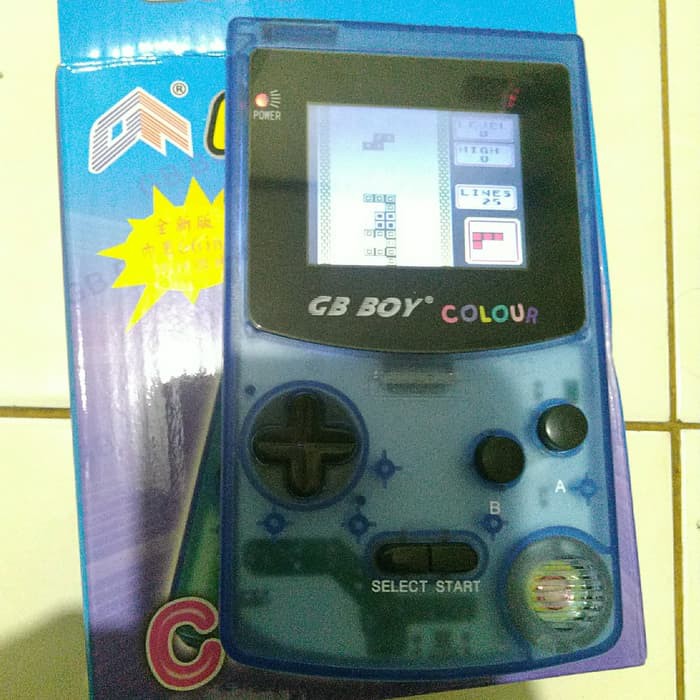 ®
全新版
POWER
LEVEL
0
HIGH
0
LINES
25
GB BOY®
COLOUR
B
A
SELECT START
C